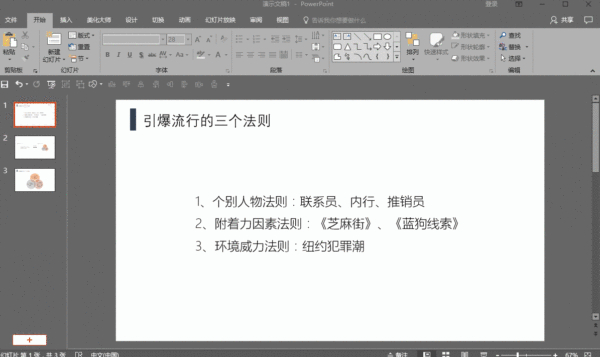 演示文稿1 - PowerPoint
登录
文件 开始 插入 美化大师 设计 切换 动画 幻灯片放映 审阅 视图 告诉我你想要做什么 共享
粘贴
新建
幻灯片
版式
重置
节
28
排列 快速样式
形状填充
形状轮廓
形状效果
查找
替换
选择
剪贴板 幻灯片 字体 段落 绘图 编辑
1
2
3
引爆流行的三个法则
1、个别人物法则：联系员、内行、推销员
2、附着力因素法则：《芝麻街》、《蓝狗线索》
3、环境威力法则：纽约犯罪潮
幻灯片 第 1 张，共 3 张 中文(中国) 备注 67%